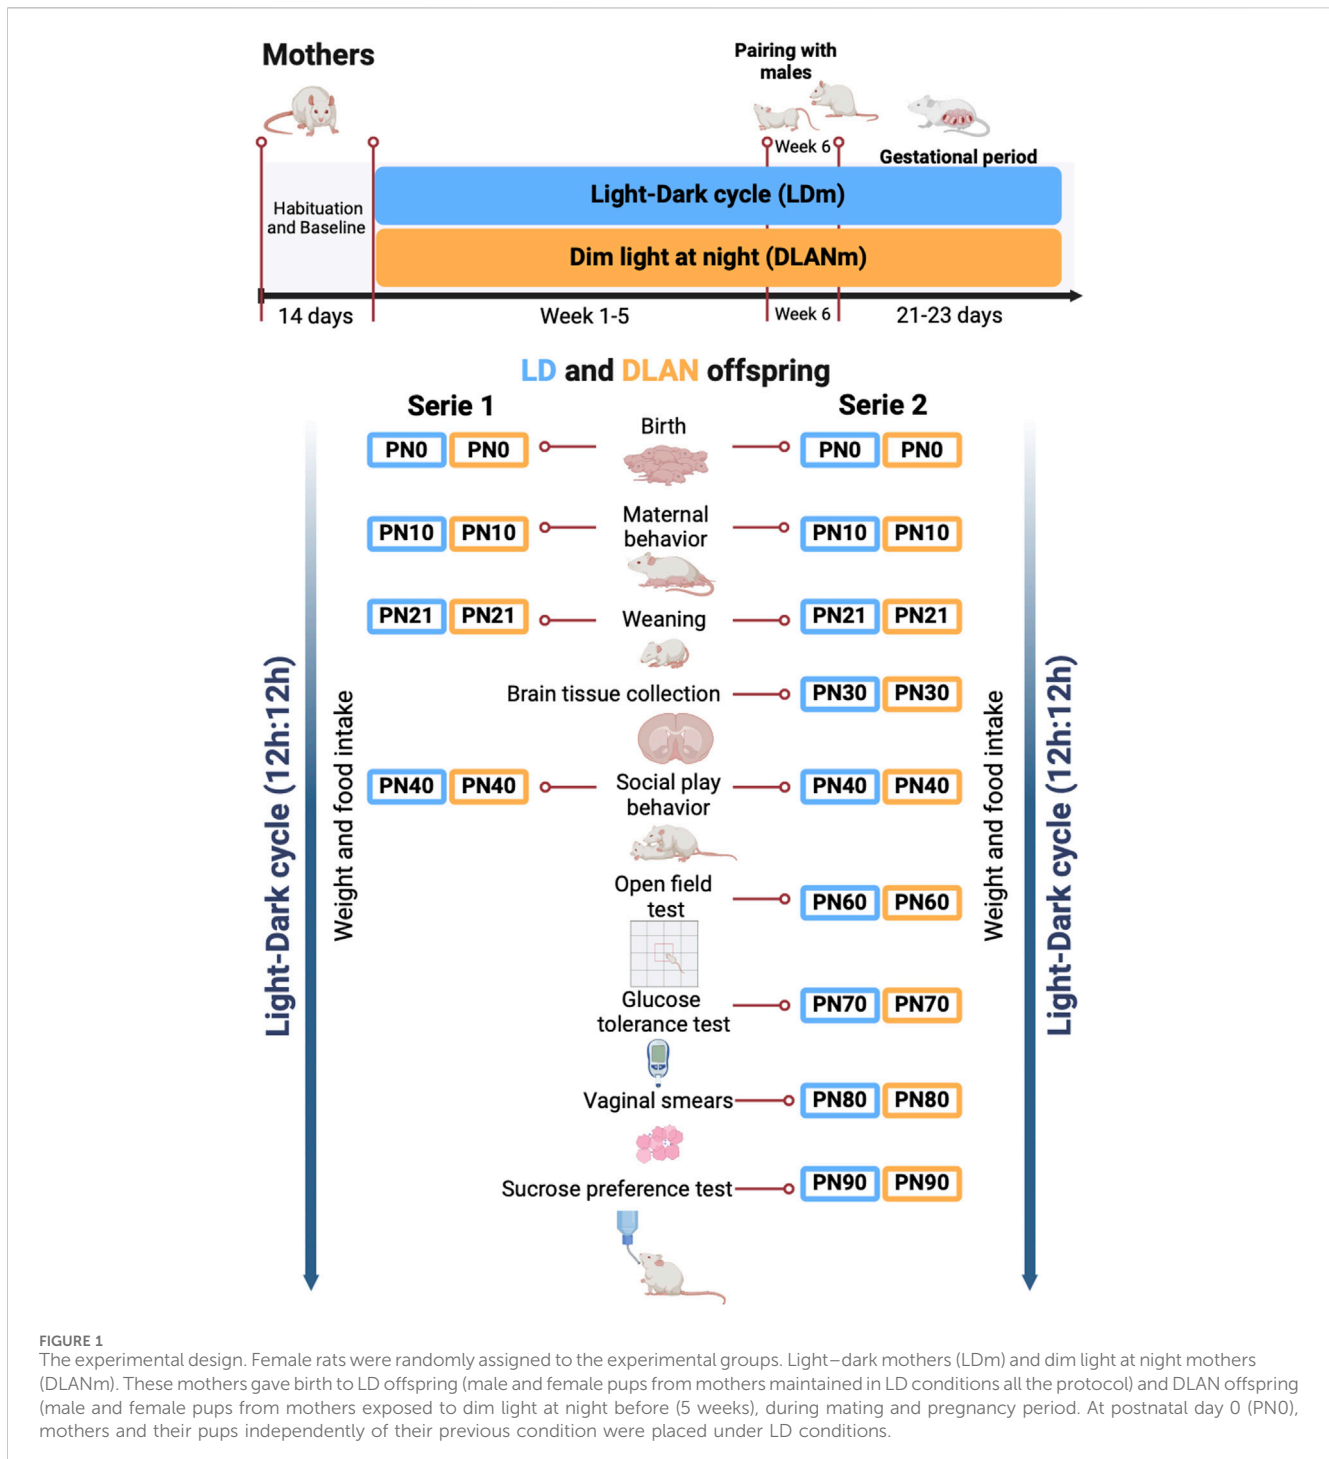 Mothers
Pairing with
males
Week 6
Gestational period
Habituation
and Baseline
Light-Dark cycle (LDm)
Dim light at night (DLANm)
14 days
Week 1-5
Week 6
21-23 days
LD and DLAN offspring
Serie 1
Serie 2
PN0 PN0
Birth
PN0 PN0
PN10 PN10
Maternal
behavior
PN10 PN10
PN21 PN21
Weaning
PN21 PN21
Brain tissue collection
PN30 PN30
PN40 PN40
Social play
behavior
PN40 PN40
Open field
test
PN60 PN60
Glucose
tolerance test
PN70 PN70
Vaginal smears
PN80 PN80
Sucrose preference test
PN90 PN90
Light-Dark cycle (12h:12h)
Weight and food intake
Weight and food intake
Light-Dark cycle (12h:12h)
FIGURE 1
The experimental design. Female rats were randomly assigned to the experimental groups. Light–dark mothers (LDm) and dim light at night mothers
(DLANm). These mothers gave birth to LD offspring (male and female pups from mothers maintained in LD conditions all the protocol) and DLAN offspring
(male and female pups from mothers exposed to dim light at night before (5 weeks), during mating and pregnancy period. At postnatal day 0 (PN0),
mothers and their pups independently of their previous condition were placed under LD conditions.